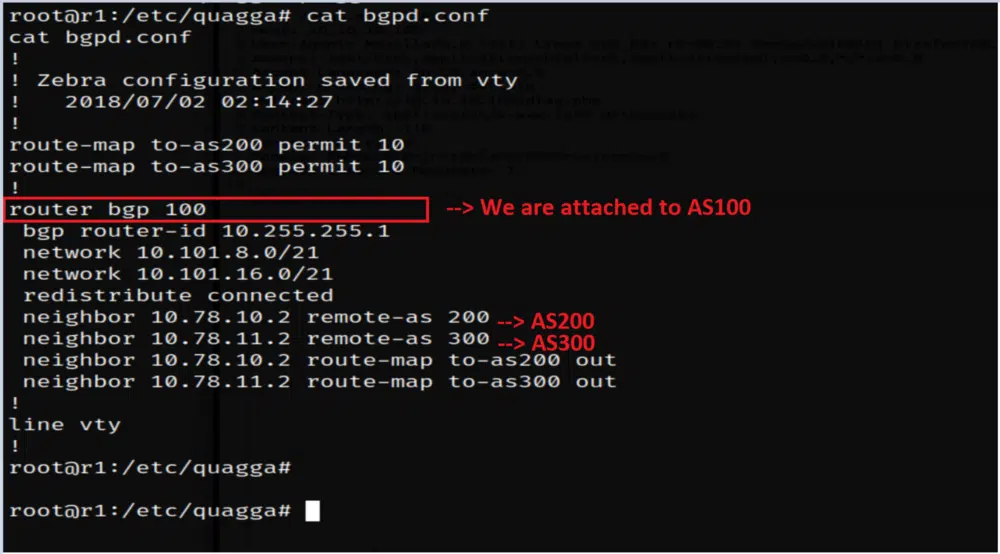 root@r1:/etc/quagga# cat bgpd.conf
cat bgpd.conf
!
! Zebra configuration saved from vty
!   2018/07/02 02:14:27
!
route-map to-as200 permit 10
route-map to-as300 permit 10
!
router bgp 100 --> We are attached to AS100
 bgp router-id 10.255.255.1
 network 10.101.8.0/21
 network 10.101.16.0/21
 redistribute connected
 neighbor 10.78.10.2 remote-as 200 --> AS200
 neighbor 10.78.11.2 remote-as 300 --> AS300
 neighbor 10.78.10.2 route-map to-as200 out
 neighbor 10.78.11.2 route-map to-as300 out
!
line vty
!
root@r1:/etc/quagga#
root@r1:/etc/quagga#